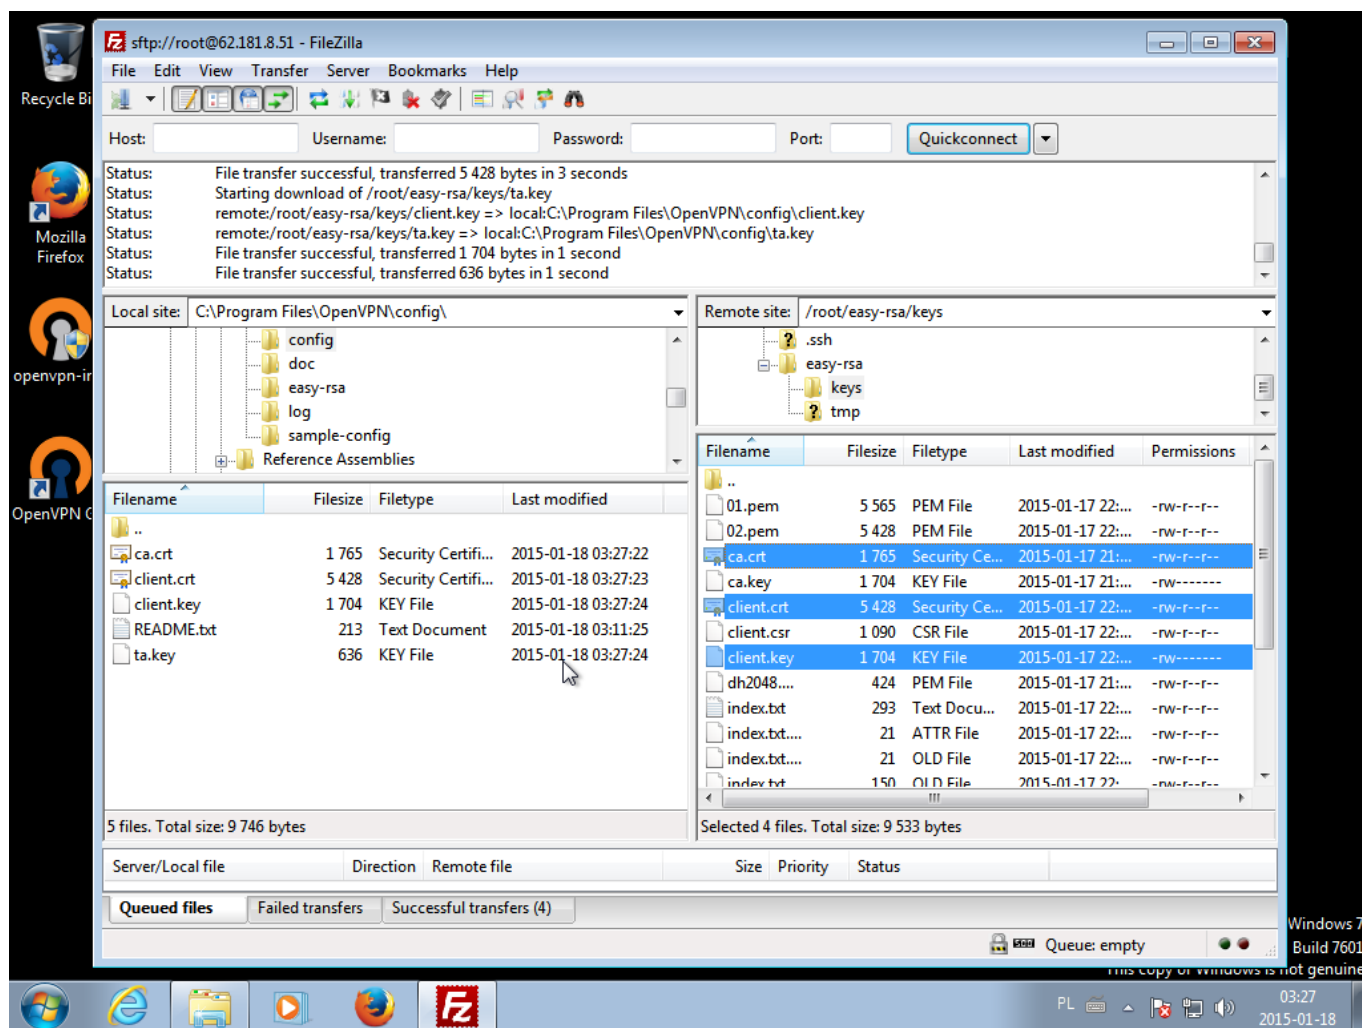 sftp://root@62.181.8.51 - FileZilla
File Edit View Transfer Server Bookmarks Help
Recycle Bi
Host: Username: Password: Port: Quickconnect
Status: File transfer successful, transferred 5 428 bytes in 3 seconds
Status: Starting download of /root/easy-rsa/keys/ta.key
Status: remote:/root/easy-rsa/keys/client.key => local:C:\Program Files\OpenVPN\config\client.key
Status: remote:/root/easy-rsa/keys/ta.key => local:C:\Program Files\OpenVPN\config\ta.key
Status: File transfer successful, transferred 1 704 bytes in 1 second
Status: File transfer successful, transferred 636 bytes in 1 second
Mozilla
Firefox
openvpn-in
OpenVPN G
Local site: C:\Program Files\OpenVPN\config\
config
doc
easy-rsa
log
sample-config
Reference Assemblies
Filename Filesize Filetype Last modified
..
ca.crt 1 765 Security Certifi... 2015-01-18 03:27:22
client.crt 5 428 Security Certifi... 2015-01-18 03:27:23
client.key 1 704 KEY File 2015-01-18 03:27:24
README.txt 213 Text Document 2015-01-18 03:11:25
ta.key 636 KEY File 2015-01-18 03:27:24
5 files. Total size: 9 746 bytes
Remote site: /root/easy-rsa/keys
.ssh
easy-rsa
keys
tmp
Filename Filesize Filetype Last modified Permissions
..
01.pem 5 565 PEM File 2015-01-17 22:... -rw-r--r--
02.pem 5 428 PEM File 2015-01-17 22:... -rw-r--r--
ca.crt 1 765 Security Ce... 2015-01-17 21:... -rw-r--r--
ca.key 1 704 KEY File 2015-01-17 21:... -rw-------
client.crt 5 428 Security Ce... 2015-01-17 22:... -rw-r--r--
client.csr 1 090 CSR File 2015-01-17 22:... -rw-r--r--
client.key 1 704 KEY File 2015-01-17 22:... -rw-------
dh2048.... 424 PEM File 2015-01-17 21:... -rw-r--r--
index.txt 293 Text Docu... 2015-01-17 22:... -rw-r--r--
index.txt.... 21 ATTR File 2015-01-17 22:... -rw-r--r--
index.txt.... 21 OLD File 2015-01-17 22:... -rw-r--r--
index.txt 150 OLD File 2015-01-17 22: -rw-r--r--
Selected 4 files. Total size: 9 533 bytes
Server/Local file Direction Remote file Size Priority Status
Queued files Failed transfers Successful transfers (4)
Queue: empty
Windows 7
Build 7601
This copy of Windows is not genuine
PL
03:27
2015-01-18